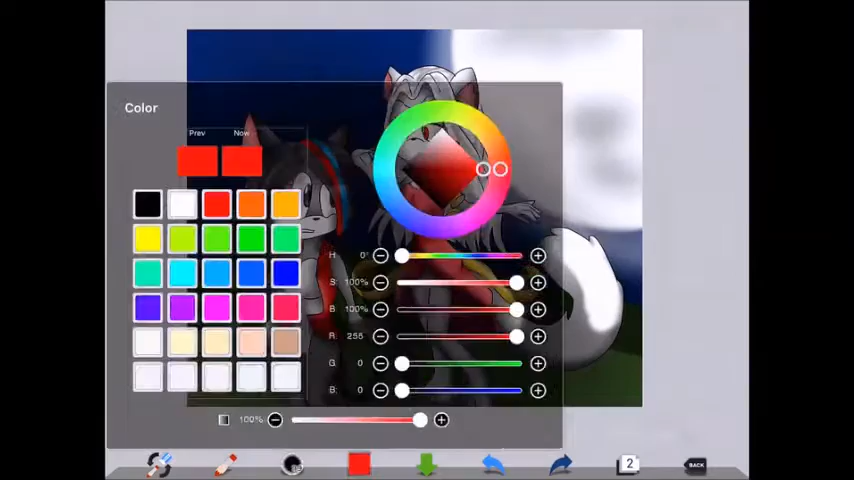 Color
Prev Now
H: 0°
S: 100%
B: 100%
R: 255
G: 0
B: 0
100%
2
BACK